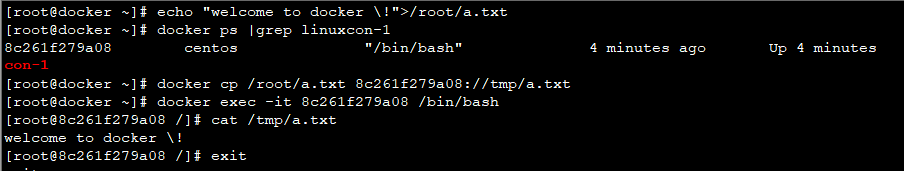 [root@docker ~]# echo "welcome to docker \!">/root/a.txt
[root@docker ~]# docker ps |grep linuxcon-1
8c261f279a08        centos              "/bin/bash"              4 minutes ago       Up 4 minutes
con-1
[root@docker ~]# docker cp /root/a.txt 8c261f279a08://tmp/a.txt
[root@docker ~]# docker exec -it 8c261f279a08 /bin/bash
[root@8c261f279a08 /]# cat /tmp/a.txt
welcome to docker \!
[root@8c261f279a08 /]# exit